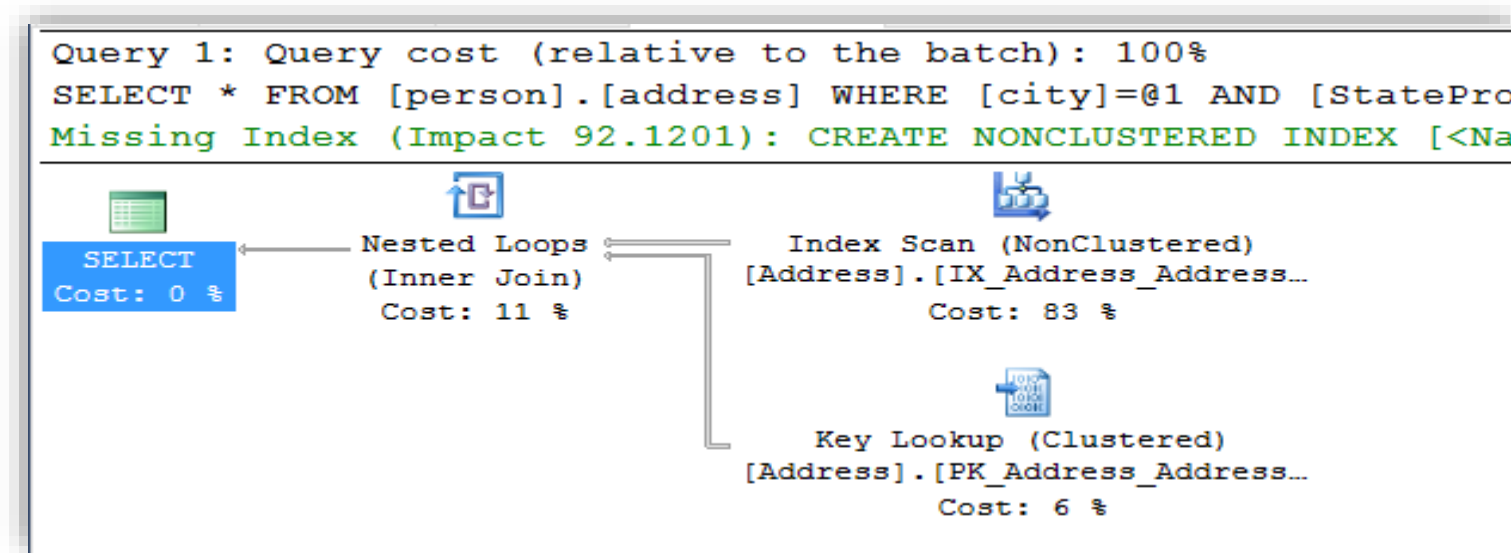 Query 1: Query cost (relative to the batch): 100%
SELECT * FROM [person].[address] WHERE [city]=@1 AND [StatePro
Missing Index (Impact 92.1201): CREATE NONCLUSTERED INDEX [<Na
SELECT
Cost: 0 %
Nested Loops
(Inner Join)
Cost: 11 %
Index Scan (NonClustered)
[Address].[IX_Address_Address…
Cost: 83 %
Key Lookup (Clustered)
[Address].[PK_Address_Address…
Cost: 6 %